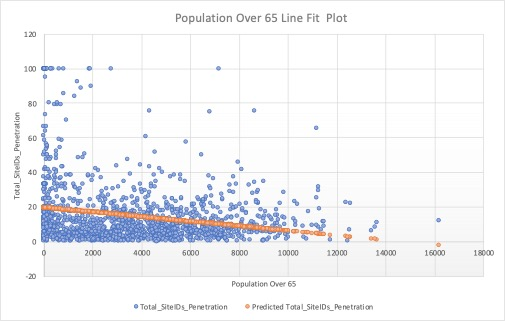 Population Over 65 Line Fit Plot
120
100
80
60
40
20
0
-20
Total_SiteIDs_Penetration
0 2000 4000 6000 8000 10000 12000 14000 16000 18000
Population Over 65
Total_SiteIDs_Penetration Predicted Total_SiteIDs_Penetration